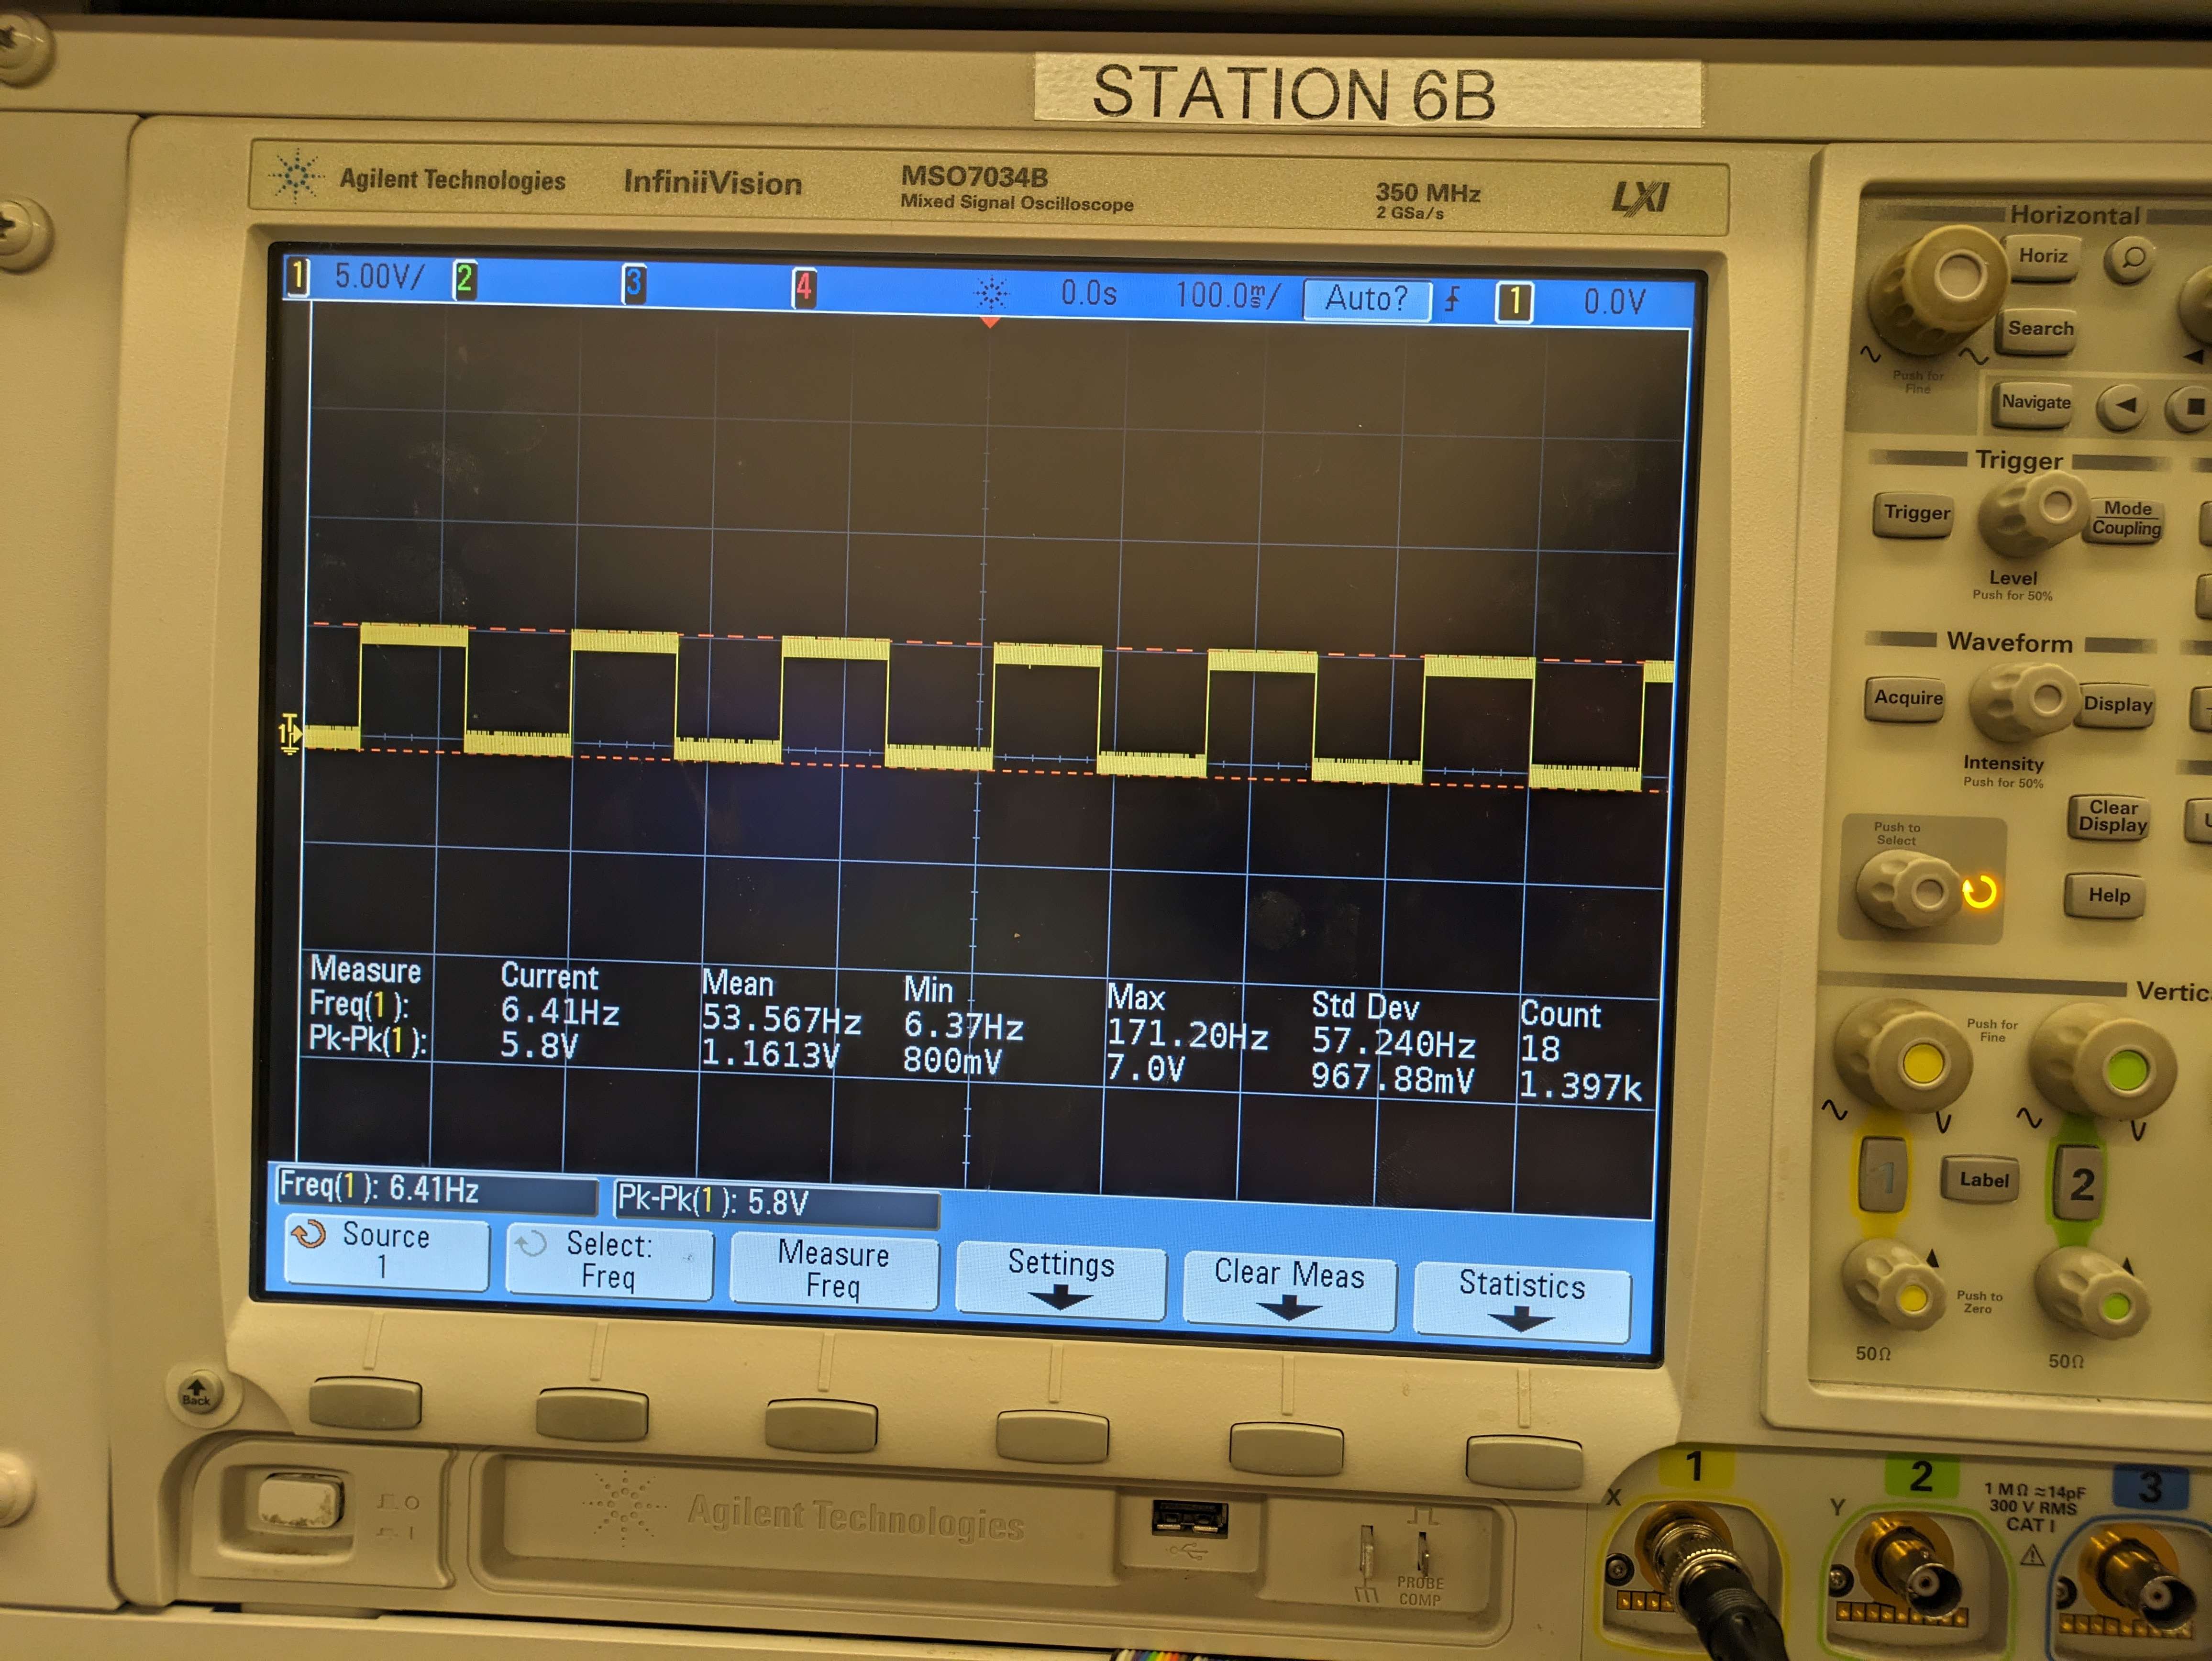 STATION 6B
Agilent Technologies InfiniiVision MSO7034B 350 MHz LXI
Mixed Signal Oscilloscope 2 GSa/s
1 5.00V/ 2 3 4 0.0s 100.0ms/ Auto? 1 0.0V
T
1
Measure Current Mean Min Max Std Dev Count
Freq(1): 6.41Hz 53.567Hz 6.37Hz 171.20Hz 57.240Hz 18
Pk-Pk(1): 5.8V 1.1613V 800mV 7.0V 967.88mV 1.397k
Freq(1): 6.41Hz Pk-Pk(1): 5.8V
Source Select: Measure Settings Clear Meas Statistics
1 Freq Freq
Back
Agilent Technologies
PROBE
COMP
Horizontal
Horiz
Search
Push for
Fine
Navigate
Trigger
Trigger
Mode
Coupling
Level
Push for 50%
Waveform
Acquire
Display
Intensity
Push for 50%
Push to
Select
Clear
Display
Help
Push for
Fine
1 Label 2
Push to
Zero
50Ω 50Ω
1 2 3
X Y
1 MΩ ≈14pF
300 V RMS
CAT I